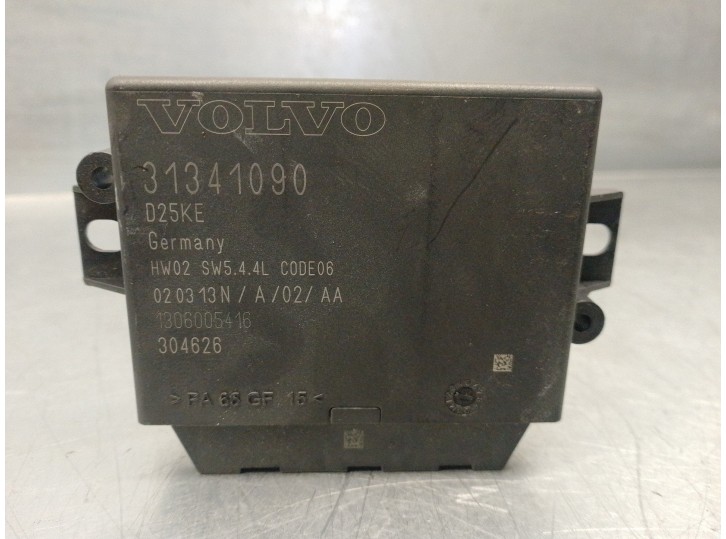 VOLVO
31341090
D25KE
Germany
HW02 SW5.4.4L CODE06
020313N / A /02/ AA
1306005416
304626
>PA 66 GF 15<